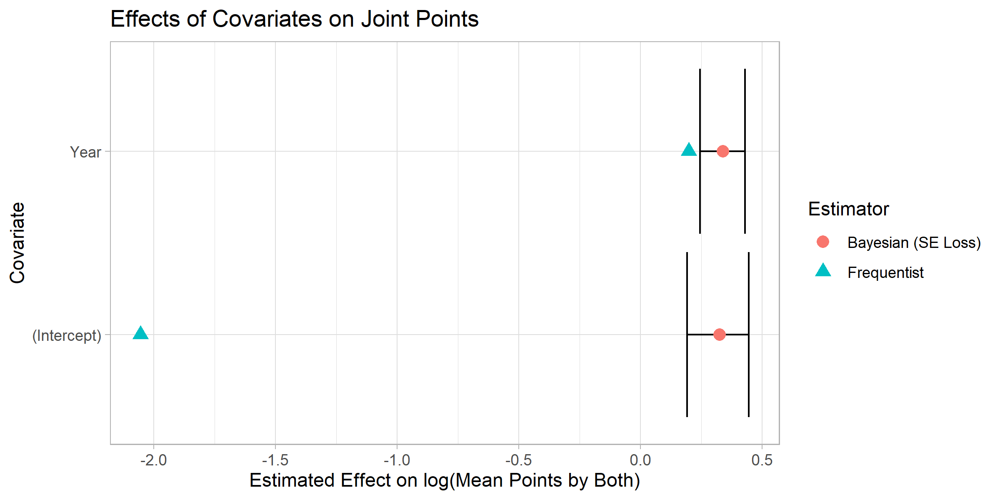 Effects of Covariates on Joint Points
Covariate
Year
(Intercept)
-2.0 -1.5 -1.0 -0.5 0.0 0.5
Estimated Effect on log(Mean Points by Both)
Estimator
Bayesian (SE Loss)
Frequentist